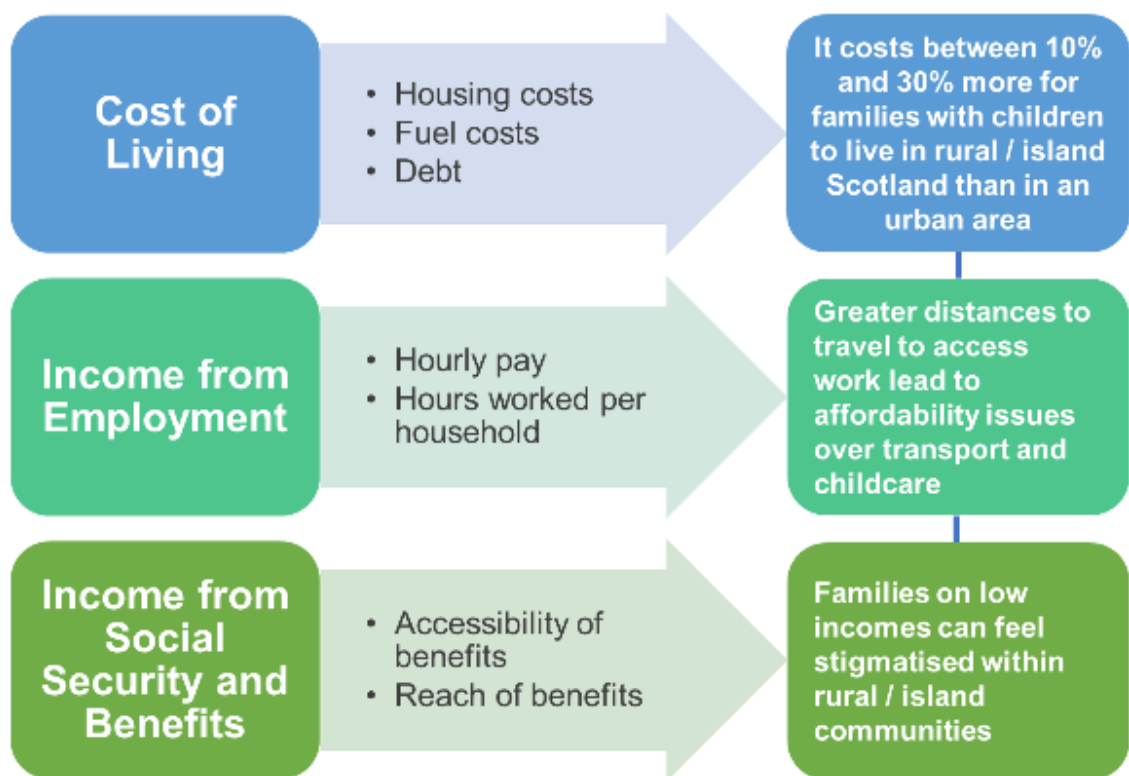 Cost of
Living
• Housing costs
• Fuel costs
• Debt
It costs between 10%
and 30% more for
families with children
to live in rural / island
Scotland than in an
urban area
Income from
Employment
• Hourly pay
• Hours worked per
household
Greater distances to
travel to access
work lead to
affordability issues
over transport and
childcare
Income from
Social
Security and
Benefits
• Accessibility of
benefits
• Reach of benefits
Families on low
incomes can feel
stigmatised within
rural / island
communities